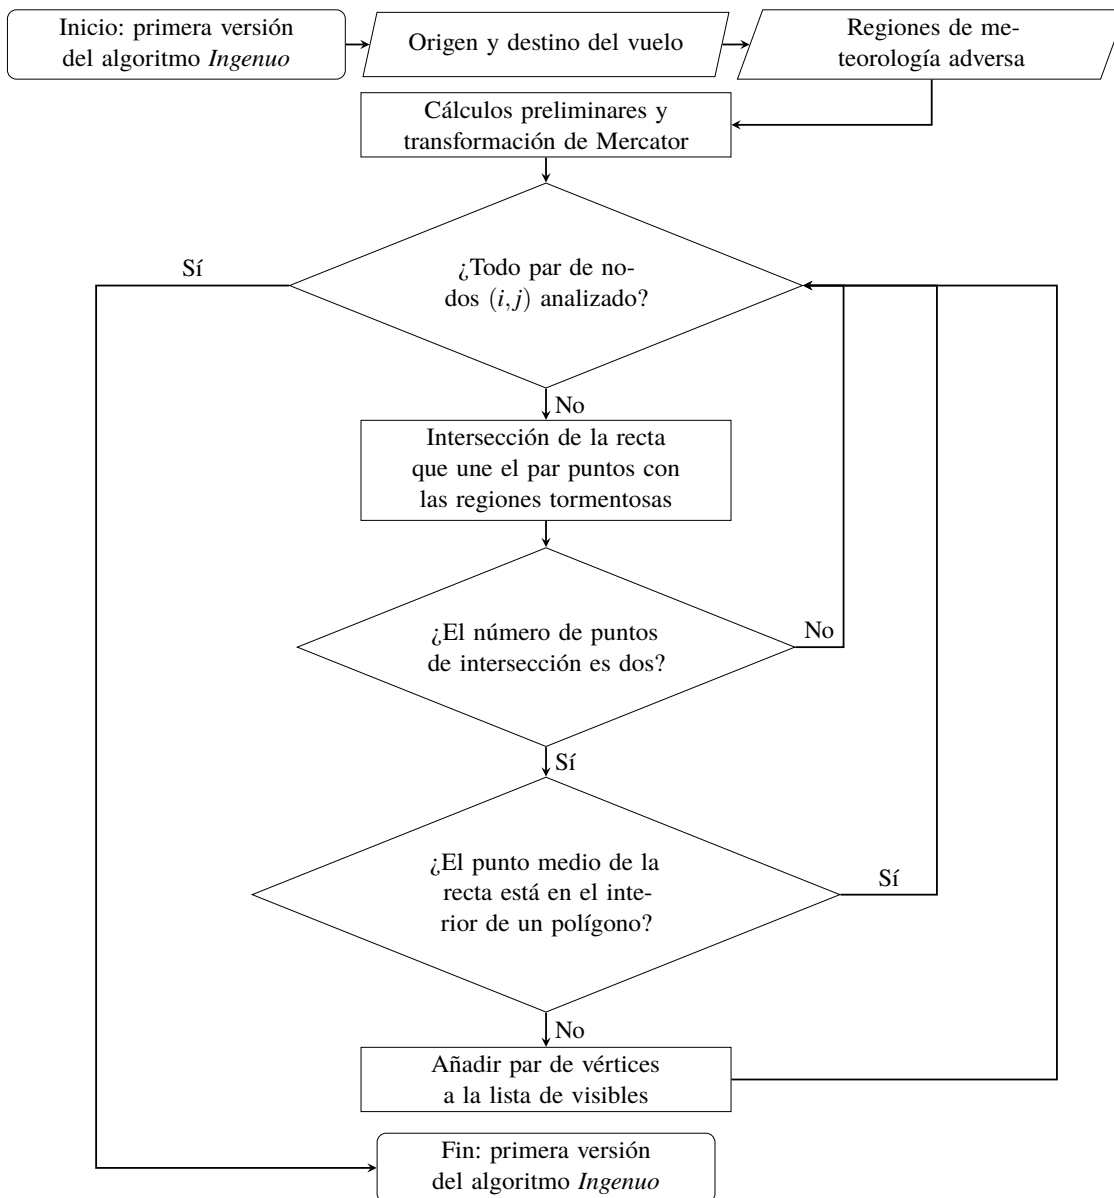 Inicio: primera versión
del algoritmo Ingenuo
Origen y destino del vuelo
Regiones de me-
teorología adversa
Cálculos preliminares y
transformación de Mercator
¿Todo par de no-
dos (i, j) analizado?
Sí
No
Intersección de la recta
que une el par puntos con
las regiones tormentosas
¿El número de puntos
de intersección es dos?
No
Sí
¿El punto medio de la
recta está en el inte-
rior de un polígono?
Sí
No
Añadir par de vértices
a la lista de visibles
Fin: primera versión
del algoritmo Ingenuo